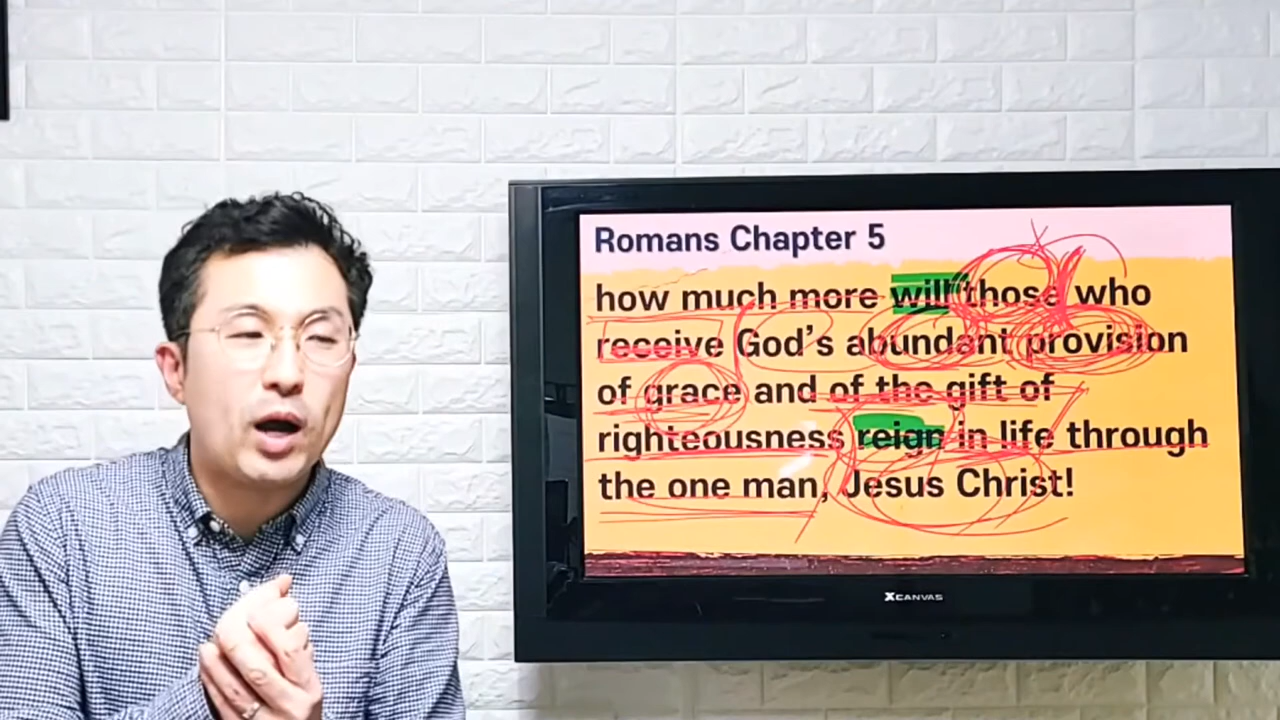 Romans Chapter 5
how much more will those who
receive God's abundant provision
of grace and of the gift of
righteousness reign in life through
the one man, Jesus Christ!
XCANVAS